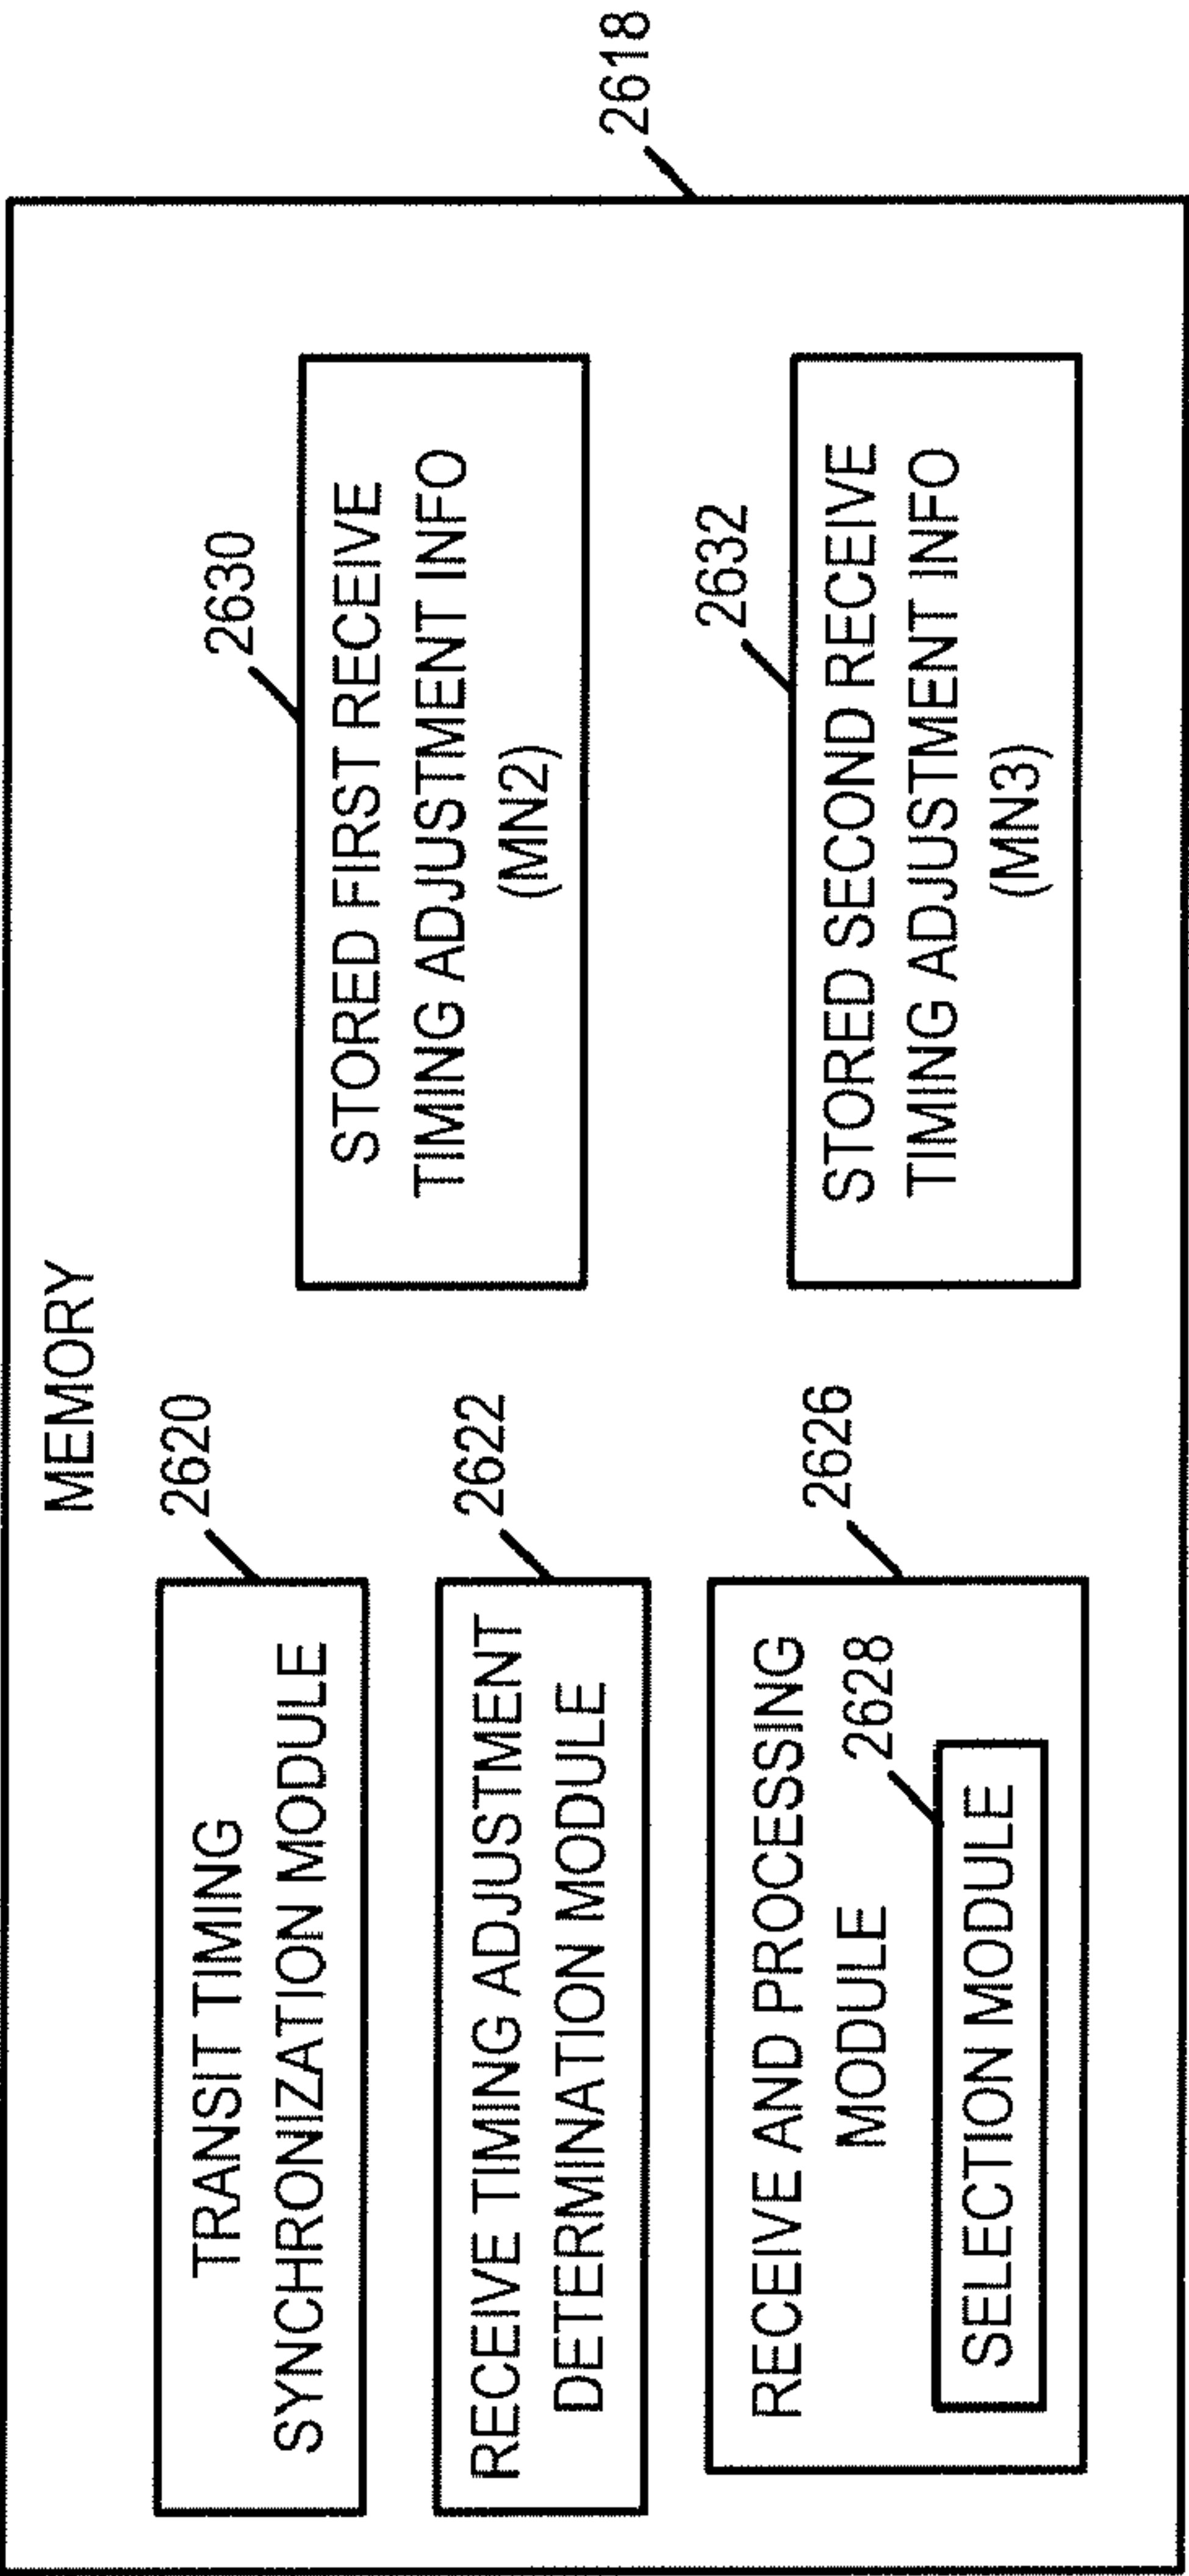 MEMORY
2618
2620
TRANSIT TIMING
SYNCHRONIZATION MODULE
2622
RECEIVE TIMING ADJUSTMENT
DETERMINATION MODULE
2626
RECEIVE AND PROCESSING
MODULE
2628
SELECTION MODULE
2630
STORED FIRST RECEIVE
TIMING ADJUSTMENT INFO
(MN2)
2632
STORED SECOND RECEIVE
TIMING ADJUSTMENT INFO
(MN3)